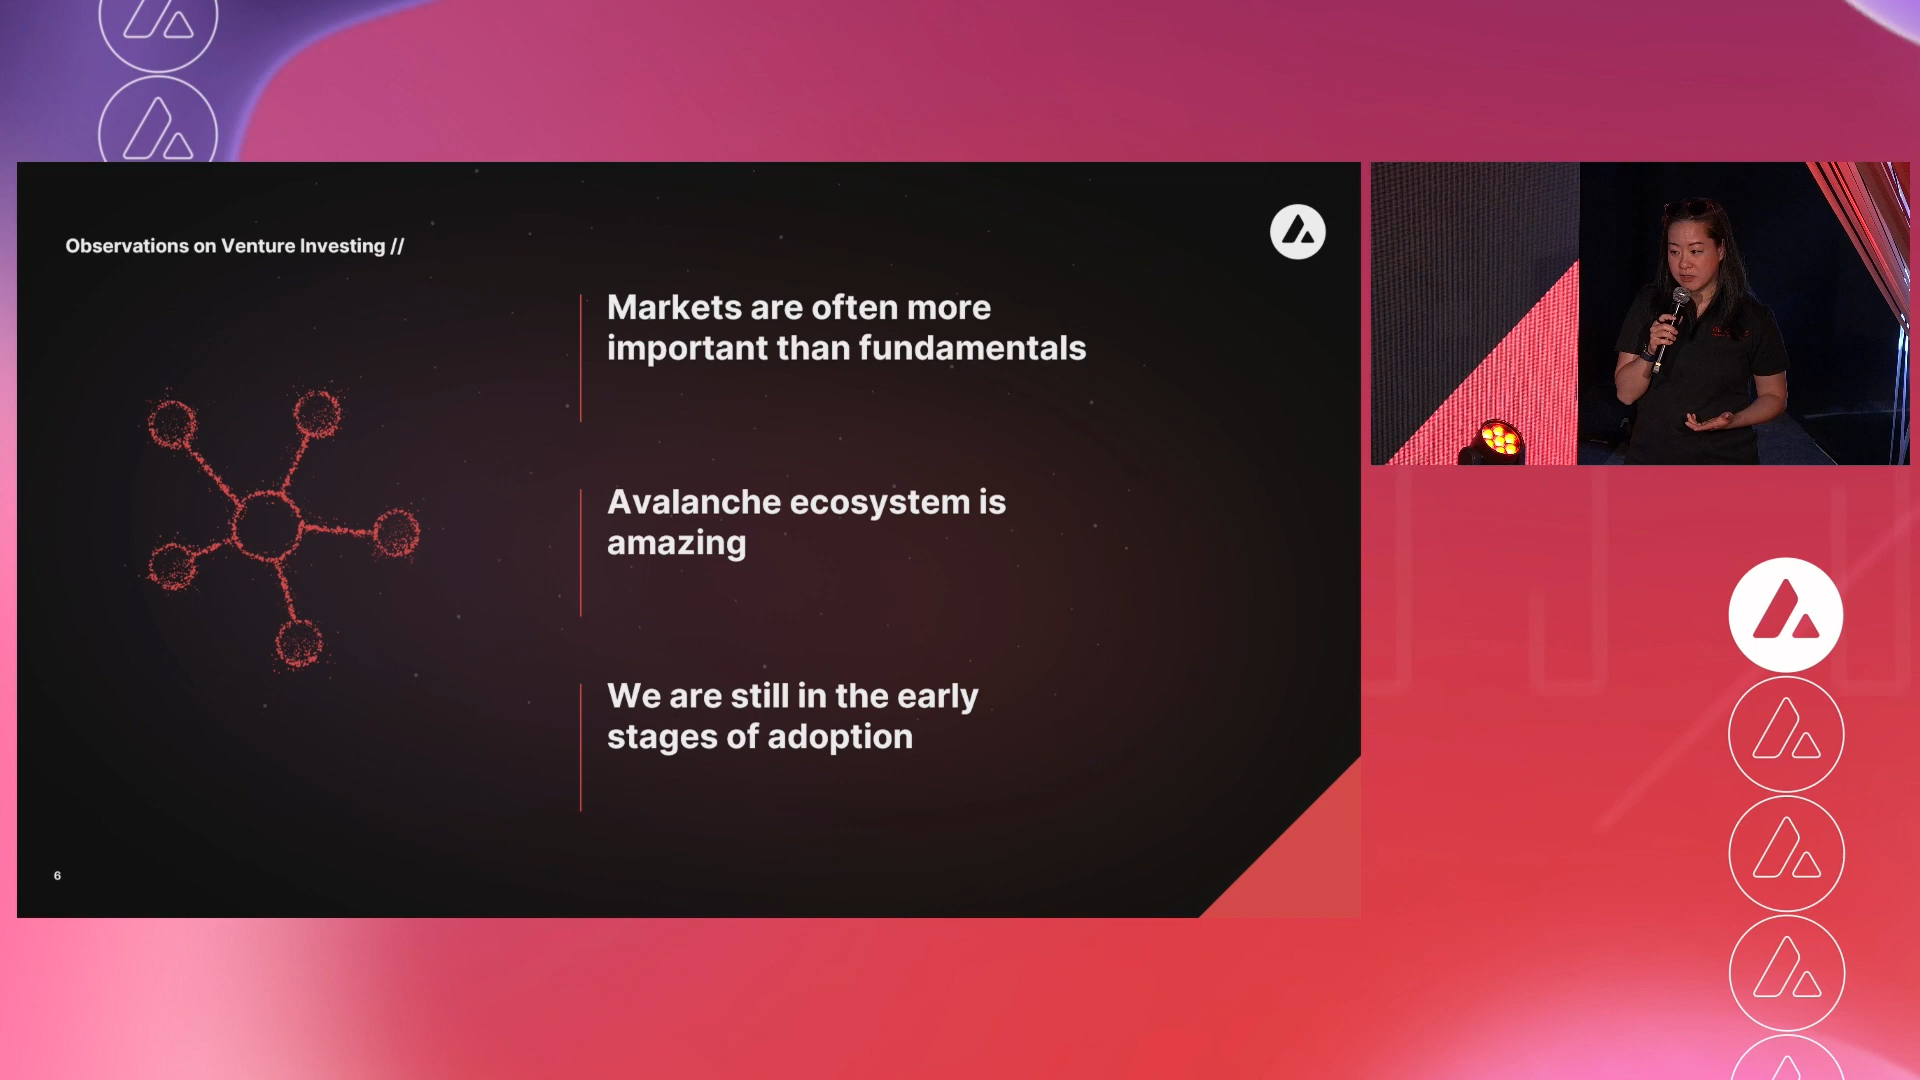 Observations on Venture Investing //
Markets are often more
important than fundamentals
Avalanche ecosystem is
amazing
We are still in the early
stages of adoption
6